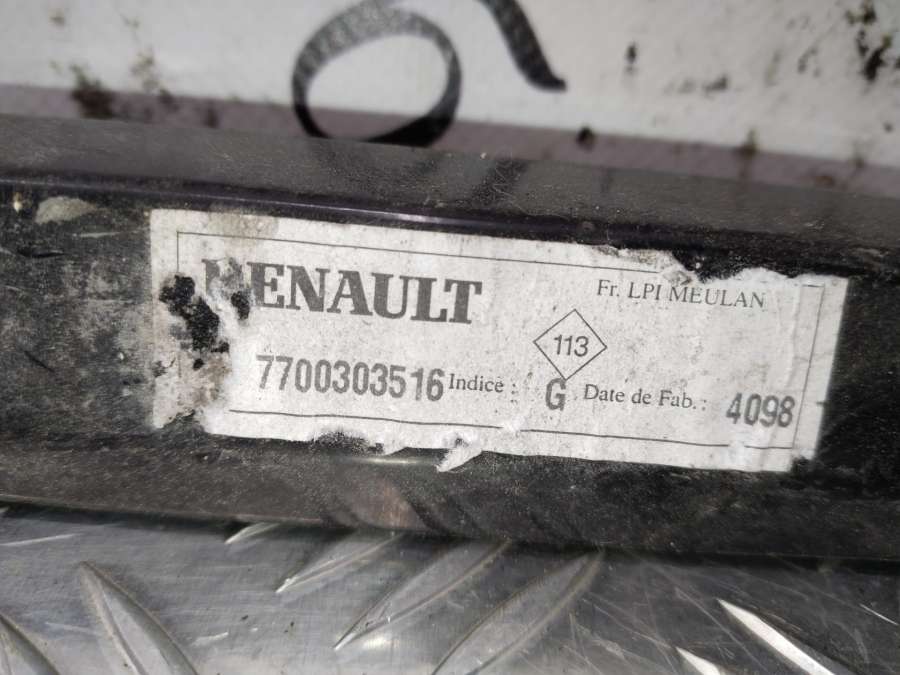 RENAULT
Fr. LPI MEULAN
113
7700303516 Indice : G Date de Fab. : 4098